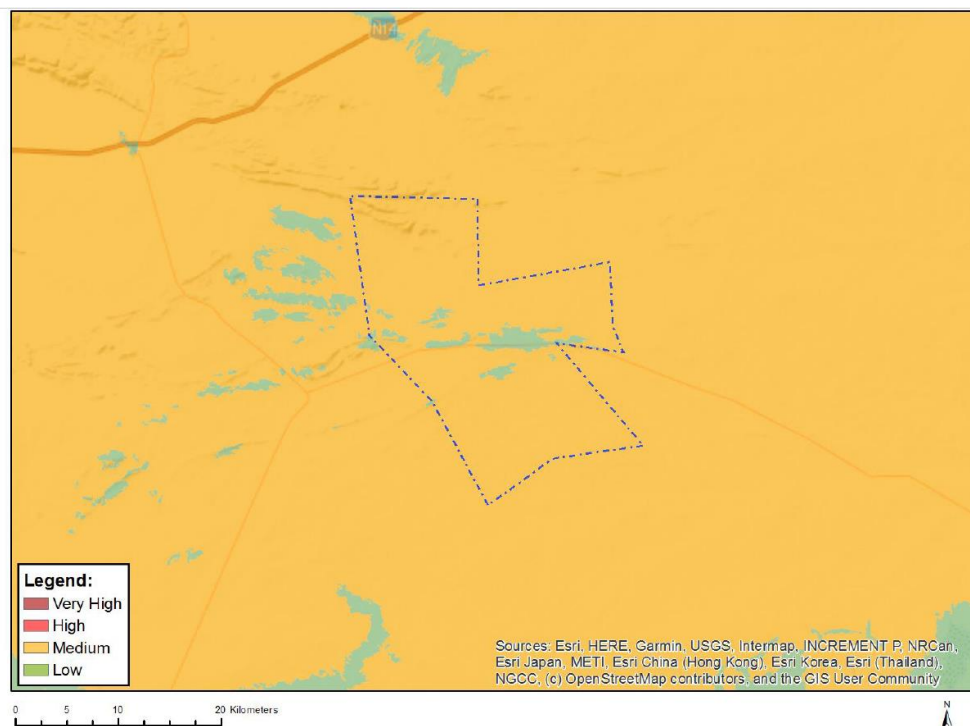 N14
Legend:
Very High
High
Medium
Low
Sources: Esri, HERE, Garmin, USGS, Intermap, INCREMENT P, NRCan,
Esri Japan, METI, Esri China (Hong Kong), Esri Korea, Esri (Thailand),
NGCC, (c) OpenStreetMap contributors, and the GIS User Community
0 5 10 20 Kilometers
N